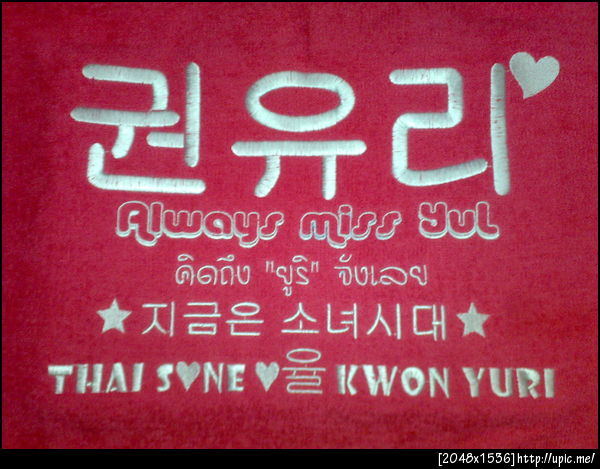 권유리♥
Always miss Yul
คิดถึง "ยูริ" จังเลย
★지금은 소녀시대★
THAI S♥NE ♥율 KWON YURI
[2048x1536]http://upic.me/